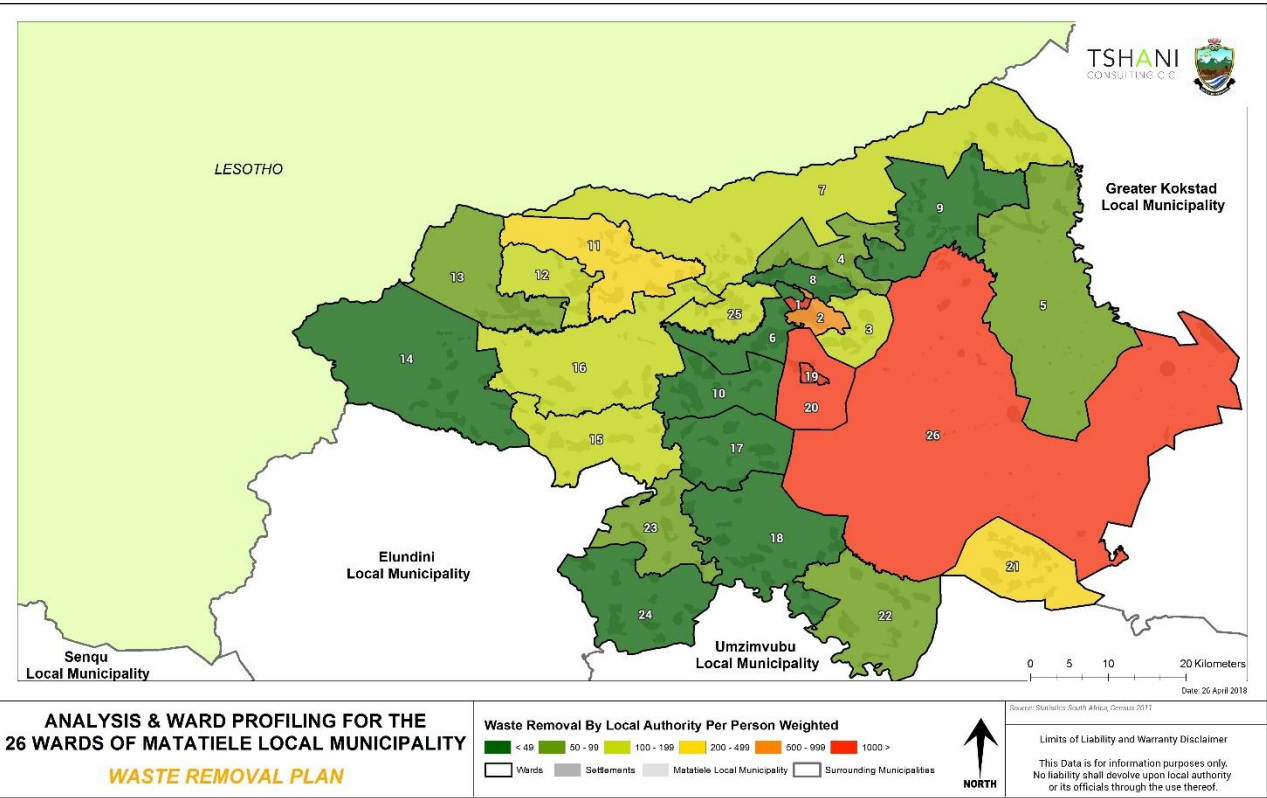 TSHANI
CONSULTING C.C.
LESOTHO
Greater Kokstad
Local Municipality
7
9
11
4
13
12
8
5
1
2
25
3
6
14
16
19
10
20
26
15
17
23
18
21
22
24
Elundini
Local Municipality
Umzimvubu
Local Municipality
Senqu
Local Municipality
0 5 10 20 Kilometers
Date: 26 April 2018
ANALYSIS & WARD PROFILING FOR THE
26 WARDS OF MATATIELE LOCAL MUNICIPALITY
WASTE REMOVAL PLAN
Waste Removal By Local Authority Per Person Weighted
< 49 50 - 99 100 - 199 200 - 499 500 - 999 1000 >
Wards Settlements Matatiele Local Municipality Surrounding Municipalities
NORTH
Source: Statistics South Africa, Census 2011
Limits of Liability and Warranty Disclaimer
This Data is for information purposes only.
No liability shall devolve upon local authority
or its officials through the use thereof.